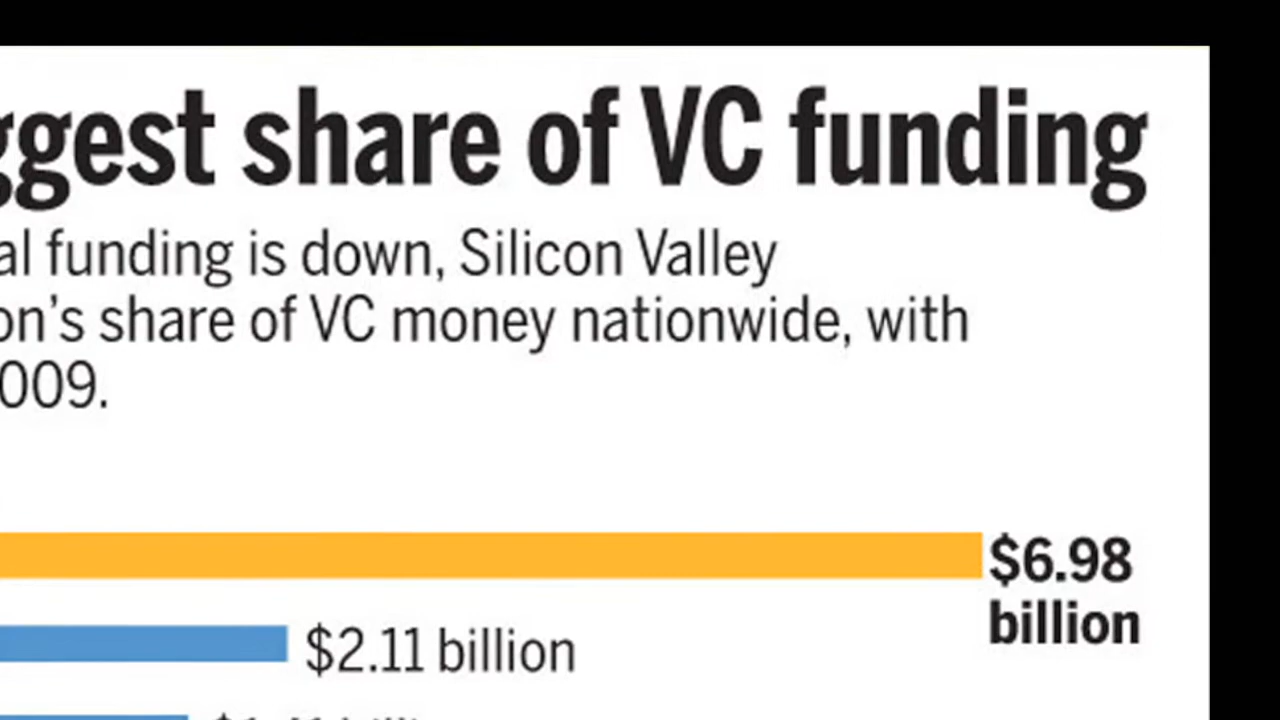 ggest share of VC funding
al funding is down, Silicon Valley
on's share of VC money nationwide, with
009.
$6.98
billion
$2.11 billion